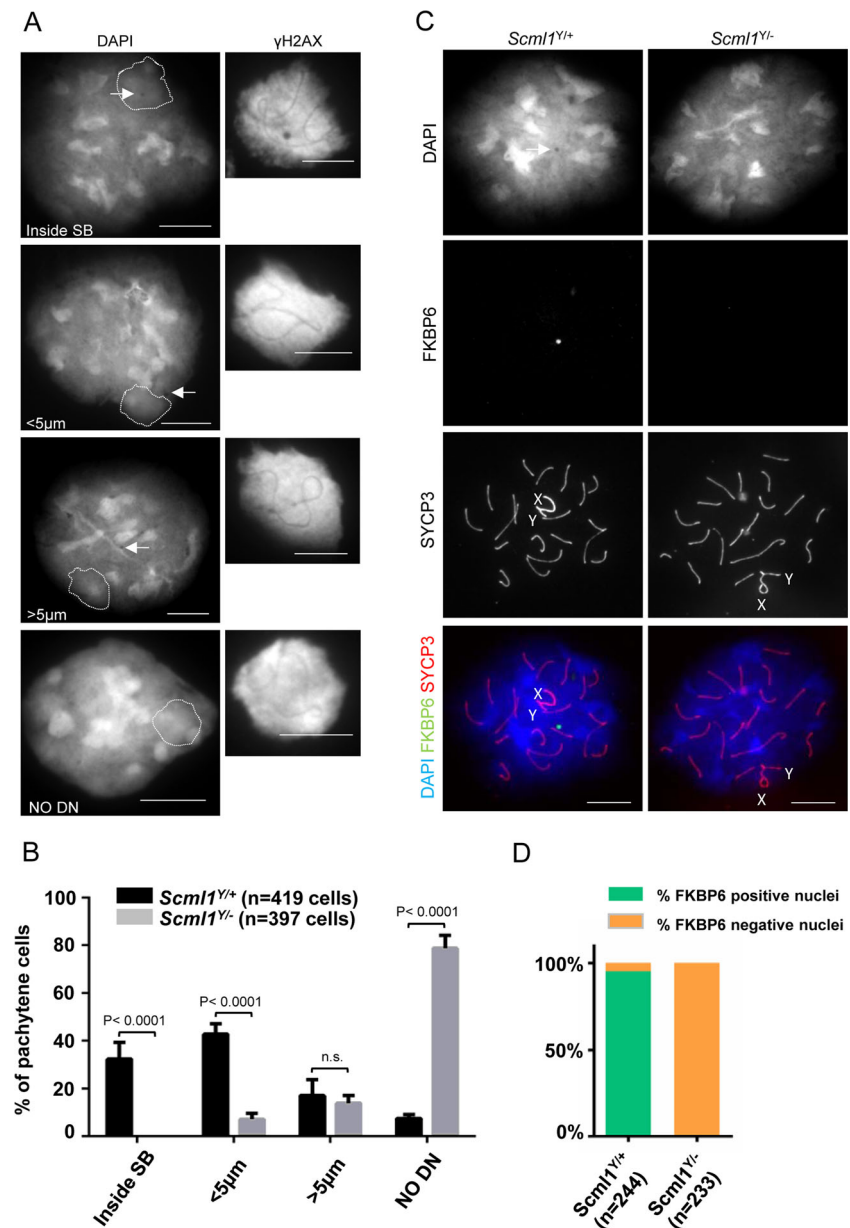 A
DAPI
γH2AX
Inside SB
<5µm
>5µm
NO DN
C
Scml1Y/+
Scml1Y/-
DAPI
FKBP6
SYCP3
X
Y
Y
X
DAPI FKBP6 SYCP3
X
Y
Y
X
B
Scml1Y/+ (n=419 cells)
Scml1Y/- (n=397 cells)
% of pachytene cells
100
80
60
40
20
0
P< 0.0001
P< 0.0001
n.s.
P< 0.0001
Inside SB
<5µm
>5µm
NO DN
D
% FKBP6 positive nuclei
% FKBP6 negative nuclei
100%
50%
0%
Scml1Y/+
(n=244)
Scml1Y/-
(n=233)